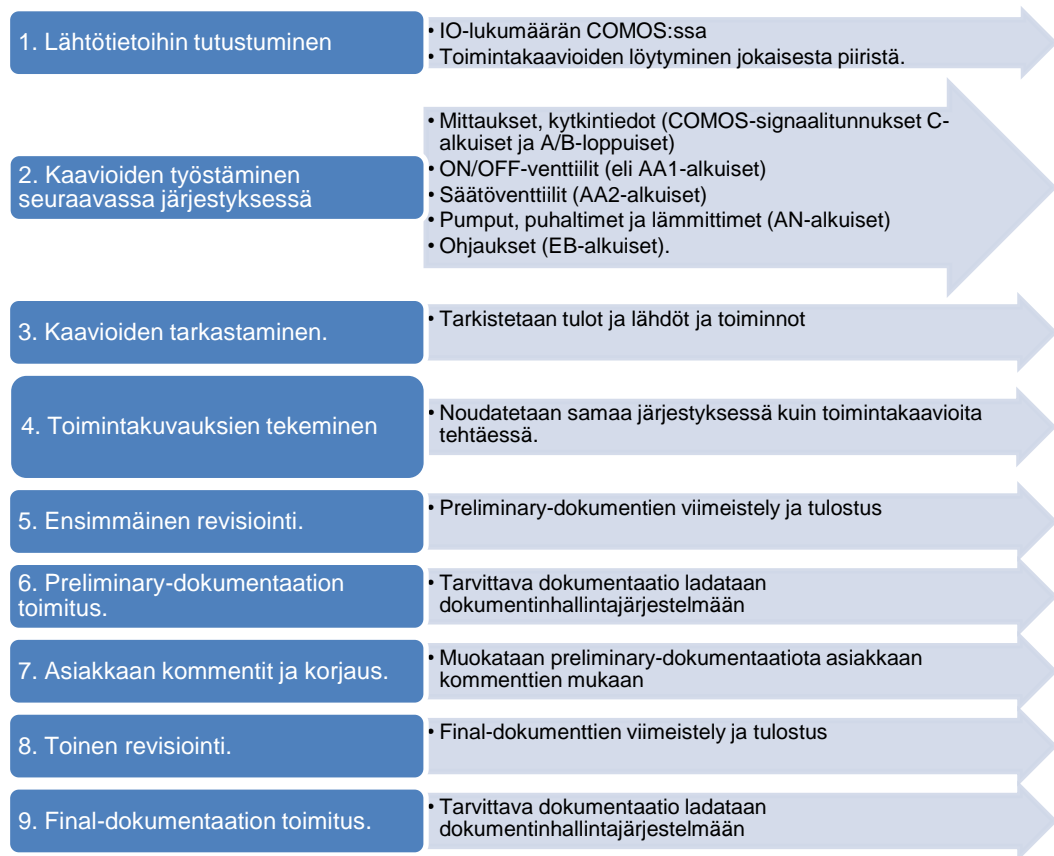 1. Lähtötietoihin tutustuminen
• IO-lukumäärän COMOS:ssa
• Toimintakaavioiden löytyminen jokaisesta piiristä.
2. Kaavioiden työstäminen
seuraavassa järjestyksessä
• Mittaukset, kytkintiedot (COMOS-signaalitunnukset C-
alkuiset ja A/B-loppuiset)
• ON/OFF-venttiilit (eli AA1-alkuiset)
• Säätöventtiilit (AA2-alkuiset)
• Pumput, puhaltimet ja lämmittimet (AN-alkuiset)
• Ohjaukset (EB-alkuiset).
3. Kaavioiden tarkastaminen.
• Tarkistetaan tulot ja lähdöt ja toiminnot
4. Toimintakuvauksien tekeminen
• Noudatetaan samaa järjestyksessä kuin toimintakaavioita
tehtäessä.
5. Ensimmäinen revisiointi.
• Preliminary-dokumentien viimeistely ja tulostus
6. Preliminary-dokumentaation
toimitus.
• Tarvittava dokumentaatio ladataan
dokumentinhallintajärjestelmään
7. Asiakkaan kommentit ja korjaus.
• Muokataan preliminary-dokumentaatiota asiakkaan
kommenttien mukaan
8. Toinen revisiointi.
• Final-dokumenttien viimeistely ja tulostus
9. Final-dokumentaation toimitus.
• Tarvittava dokumentaatio ladataan
dokumentinhallintajärjestelmään